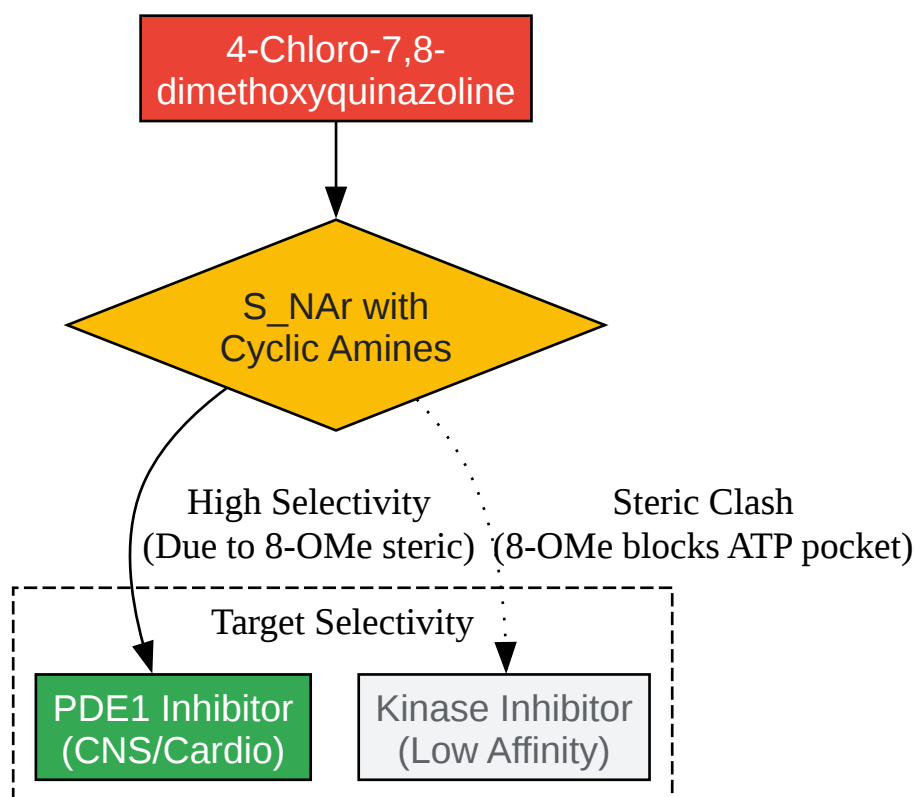 4-Chloro-7,8-
dimethoxyquinazoline
S_NAr with
Cyclic Amines
High Selectivity
(Due to 8-OMe steric)
Steric Clash
(8-OMe blocks ATP pocket)
Target Selectivity
PDE1 Inhibitor
(CNS/Cardio)
Kinase Inhibitor
(Low Affinity)